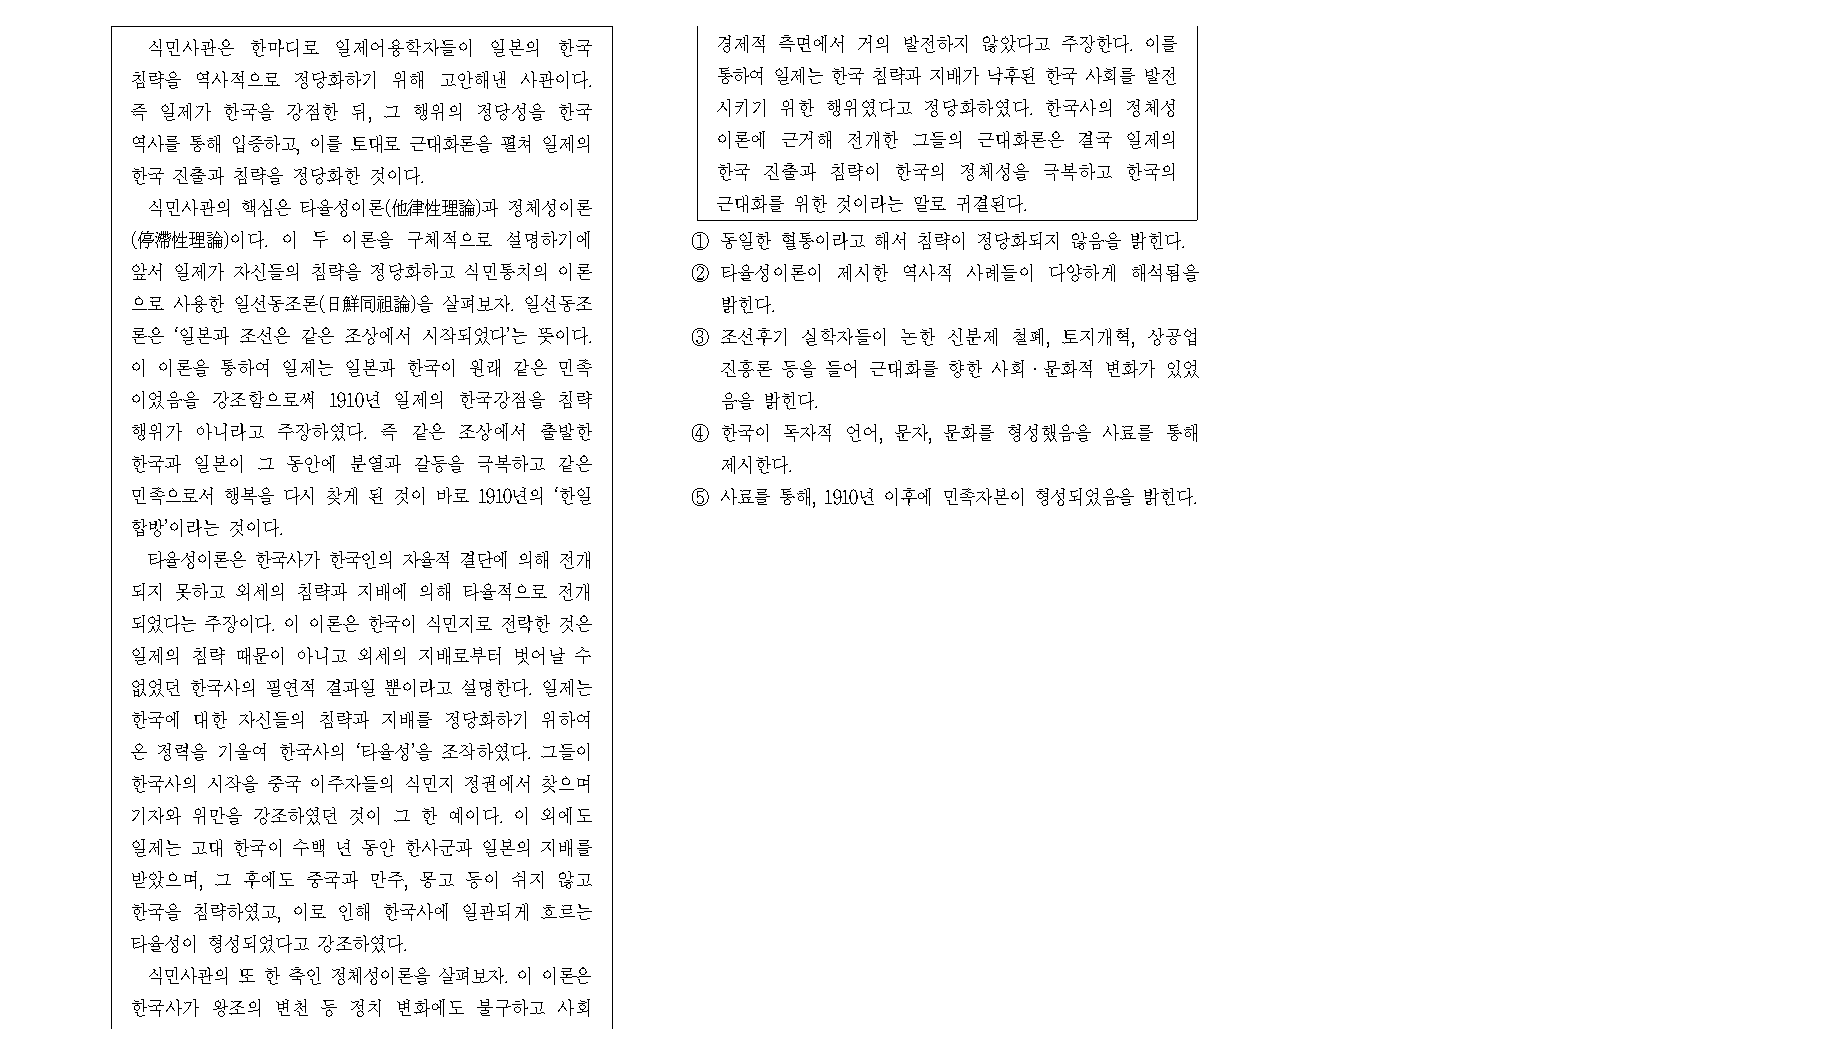 식민사관은 한마디로 일제어용학자들이 일본의 한국
침략을 역사적으로 정당화하기 위해 고안해낸 사관이다.
즉 일제가 한국을 강점한 뒤, 그 행위의 정당성을 한국
역사를 통해 입증하고, 이를 토대로 근대화론을 펼쳐 일제의
한국 진출과 침략을 정당화한 것이다.
식민사관의 핵심은 타율성이론(他律性理論)과 정체성이론
(停滯性理論)이다. 이 두 이론을 구체적으로 설명하기에
앞서 일제가 자신들의 침략을 정당화하고 식민통치의 이론
으로 사용한 일선동조론(日鮮同祖論)을 살펴보자. 일선동조
론은 ‘일본과 조선은 같은 조상에서 시작되었다’는 뜻이다.
이 이론을 통하여 일제는 일본과 한국이 원래 같은 민족
이었음을 강조함으로써 1910년 일제의 한국강점을 침략
행위가 아니라고 주장하였다. 즉 같은 조상에서 출발한
한국과 일본이 그 동안에 분열과 갈등을 극복하고 같은
민족으로서 행복을 다시 찾게 된 것이 바로 1910년의 ‘한일
합방’이라는 것이다.
타율성이론은 한국사가 한국인의 자율적 결단에 의해 전개
되지 못하고 외세의 침략과 지배에 의해 타율적으로 전개
되었다는 주장이다. 이 이론은 한국이 식민지로 전락한 것은
일제의 침략 때문이 아니고 외세의 지배로부터 벗어날 수
없었던 한국사의 필연적 결과일 뿐이라고 설명한다. 일제는
한국에 대한 자신들의 침략과 지배를 정당화하기 위하여
온 정력을 기울여 한국사의 ‘타율성’을 조작하였다. 그들이
한국사의 시작을 중국 이주자들의 식민지 정권에서 찾으며
기자와 위만을 강조하였던 것이 그 한 예이다. 이 외에도
일제는 고대 한국이 수백 년 동안 한사군과 일본의 지배를
받았으며, 그 후에도 중국과 만주, 몽고 등이 쉬지 않고
한국을 침략하였고, 이로 인해 한국사에 일관되게 흐르는
타율성이 형성되었다고 강조하였다.
식민사관의 또 한 축인 정체성이론을 살펴보자. 이 이론은
한국사가 왕조의 변천 등 정치 변화에도 불구하고 사회
경제적 측면에서 거의 발전하지 않았다고 주장한다. 이를
통하여 일제는 한국 침략과 지배가 낙후된 한국 사회를 발전
시키기 위한 행위였다고 정당화하였다. 한국사의 정체성
이론에 근거해 전개한 그들의 근대화론은 결국 일제의
한국 진출과 침략이 한국의 정체성을 극복하고 한국의
근대화를 위한 것이라는 말로 귀결된다.
① 동일한 혈통이라고 해서 침략이 정당화되지 않음을 밝힌다.
② 타율성이론이 제시한 역사적 사례들이 다양하게 해석됨을
밝힌다.
③ 조선후기 실학자들이 논한 신분제 철폐, 토지개혁, 상공업
진흥론 등을 들어 근대화를 향한 사회·문화적 변화가 있었
음을 밝힌다.
④ 한국이 독자적 언어, 문자, 문화를 형성했음을 사료를 통해
제시한다.
⑤ 사료를 통해, 1910년 이후에 민족자본이 형성되었음을 밝힌다.